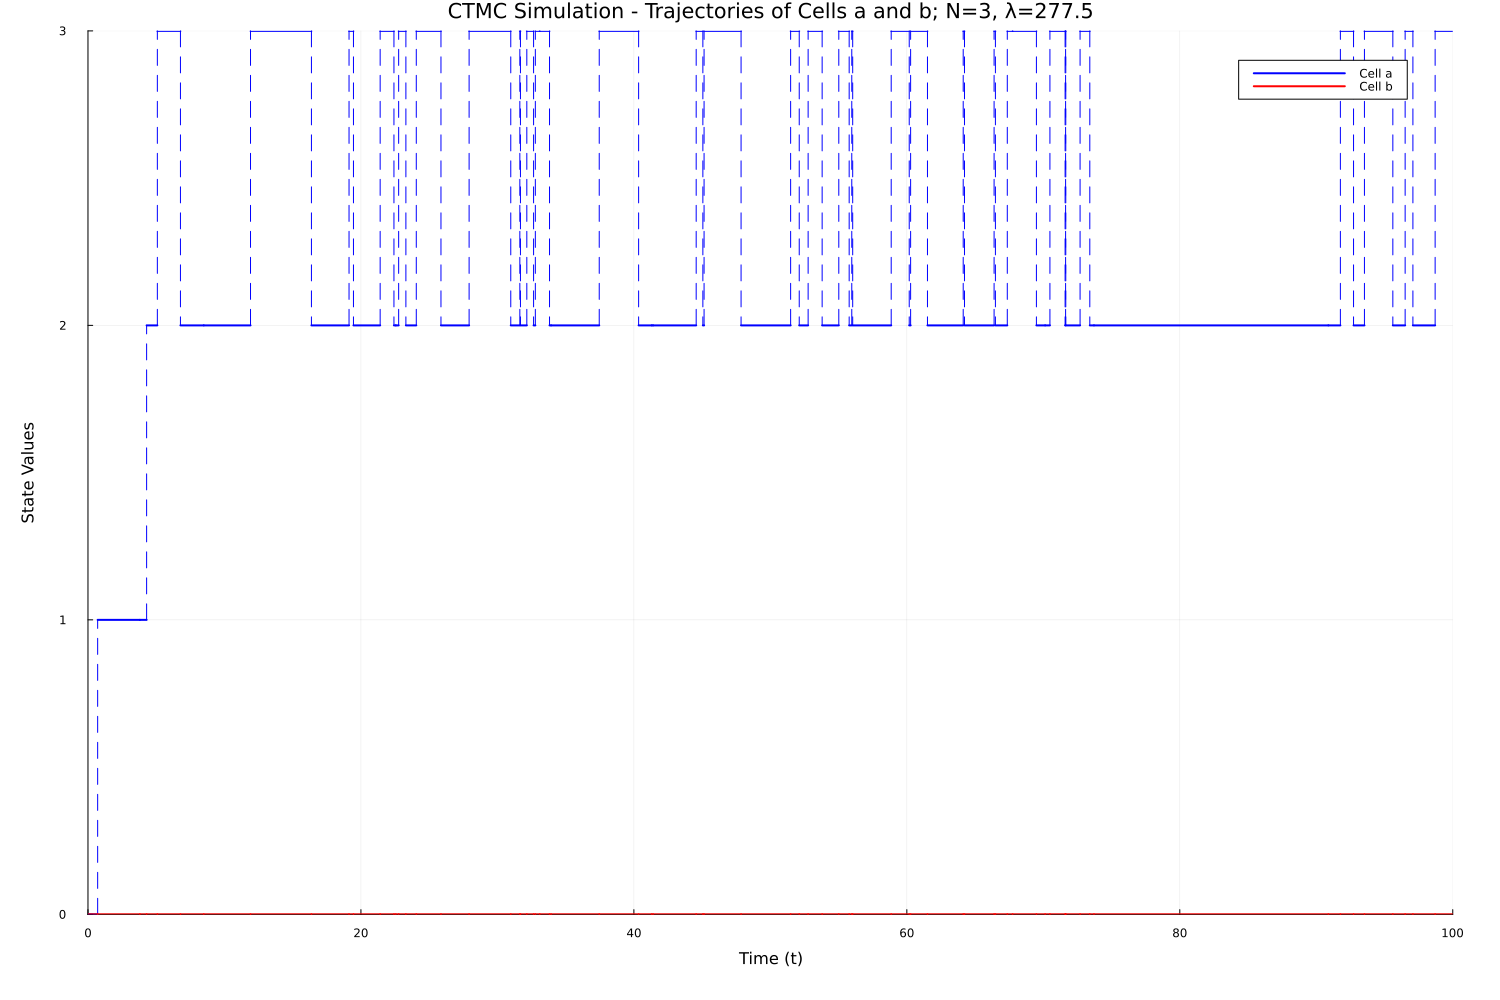 CTMC Simulation - Trajectories of Cells a and b; N=3, λ=277.5
3
Cell a
Cell b
2
State Values
1
0
0 20 40 60 80 100
Time (t)